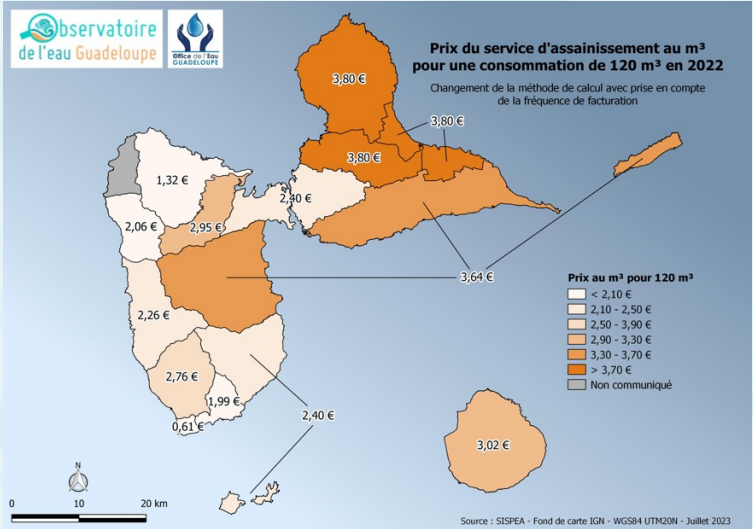 Observatoire
de l'eau Guadeloupe
Office de l'Eau
GUADELOUPE
Prix du service d'assainissement au m³
pour une consommation de 120 m³ en 2022
Changement de la méthode de calcul avec prise en compte
de la fréquence de facturation
3,80 €
3,80 €
3,80 €
1,32 €
2,40 €
2,06 €
2,95 €
3,64 €
2,26 €
2,76 €
1,99 €
0,61 €
2,40 €
3,02 €
Prix au m³ pour 120 m³
< 2,10 €
2,10 - 2,50 €
2,50 - 3,90 €
2,90 - 3,30 €
3,30 - 3,70 €
> 3,70 €
Non communiqué
N
0 10 20 km
Source : SISPEA - Fond de carte IGN - WGS84 UTM20N - Juillet 2023